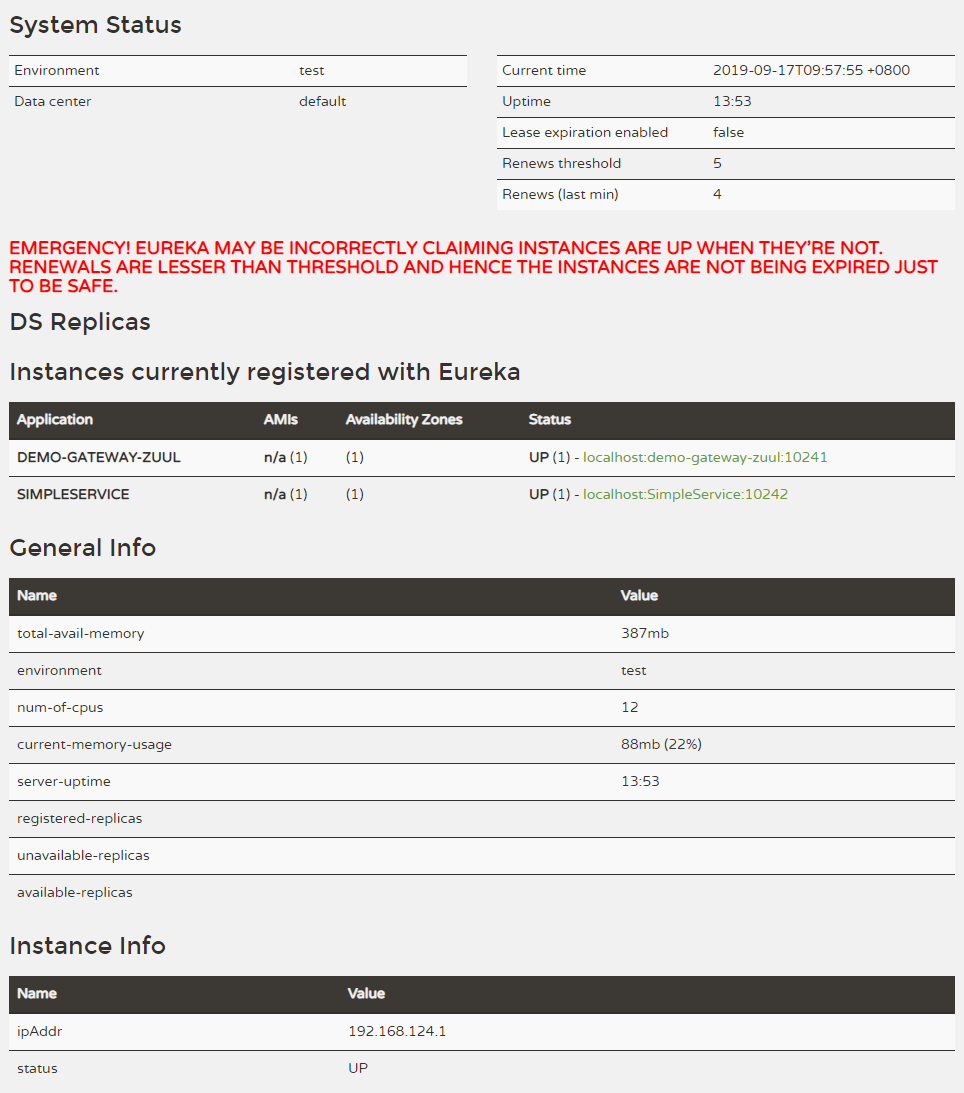 System Status
Environment test
Data center default
Current time 2019-09-17T09:57:55 +0800
Uptime 13:53
Lease expiration enabled false
Renews threshold 5
Renews (last min) 4
EMERGENCY! EUREKA MAY BE INCORRECTLY CLAIMING INSTANCES ARE UP WHEN THEY'RE NOT.
RENEWALS ARE LESSER THAN THRESHOLD AND HENCE THE INSTANCES ARE NOT BEING EXPIRED JUST
TO BE SAFE.
DS Replicas
Instances currently registered with Eureka
Application AMIs Availability Zones Status
DEMO-GATEWAY-ZUUL n/a (1) (1) UP (1) - localhost:demo-gateway-zuul:10241
SIMPLESERVICE n/a (1) (1) UP (1) - localhost:SimpleService:10242
General Info
Name Value
total-avail-memory 387mb
environment test
num-of-cpus 12
current-memory-usage 88mb (22%)
server-uptime 13:53
registered-replicas
unavailable-replicas
available-replicas
Instance Info
Name Value
ipAddr 192.168.124.1
status UP